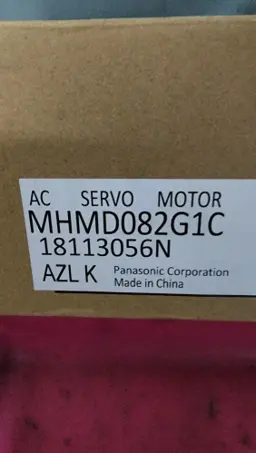 AC SERVO MOTOR
MHMD082G1C
18113056N
AZL K Panasonic Corporation
Made in China